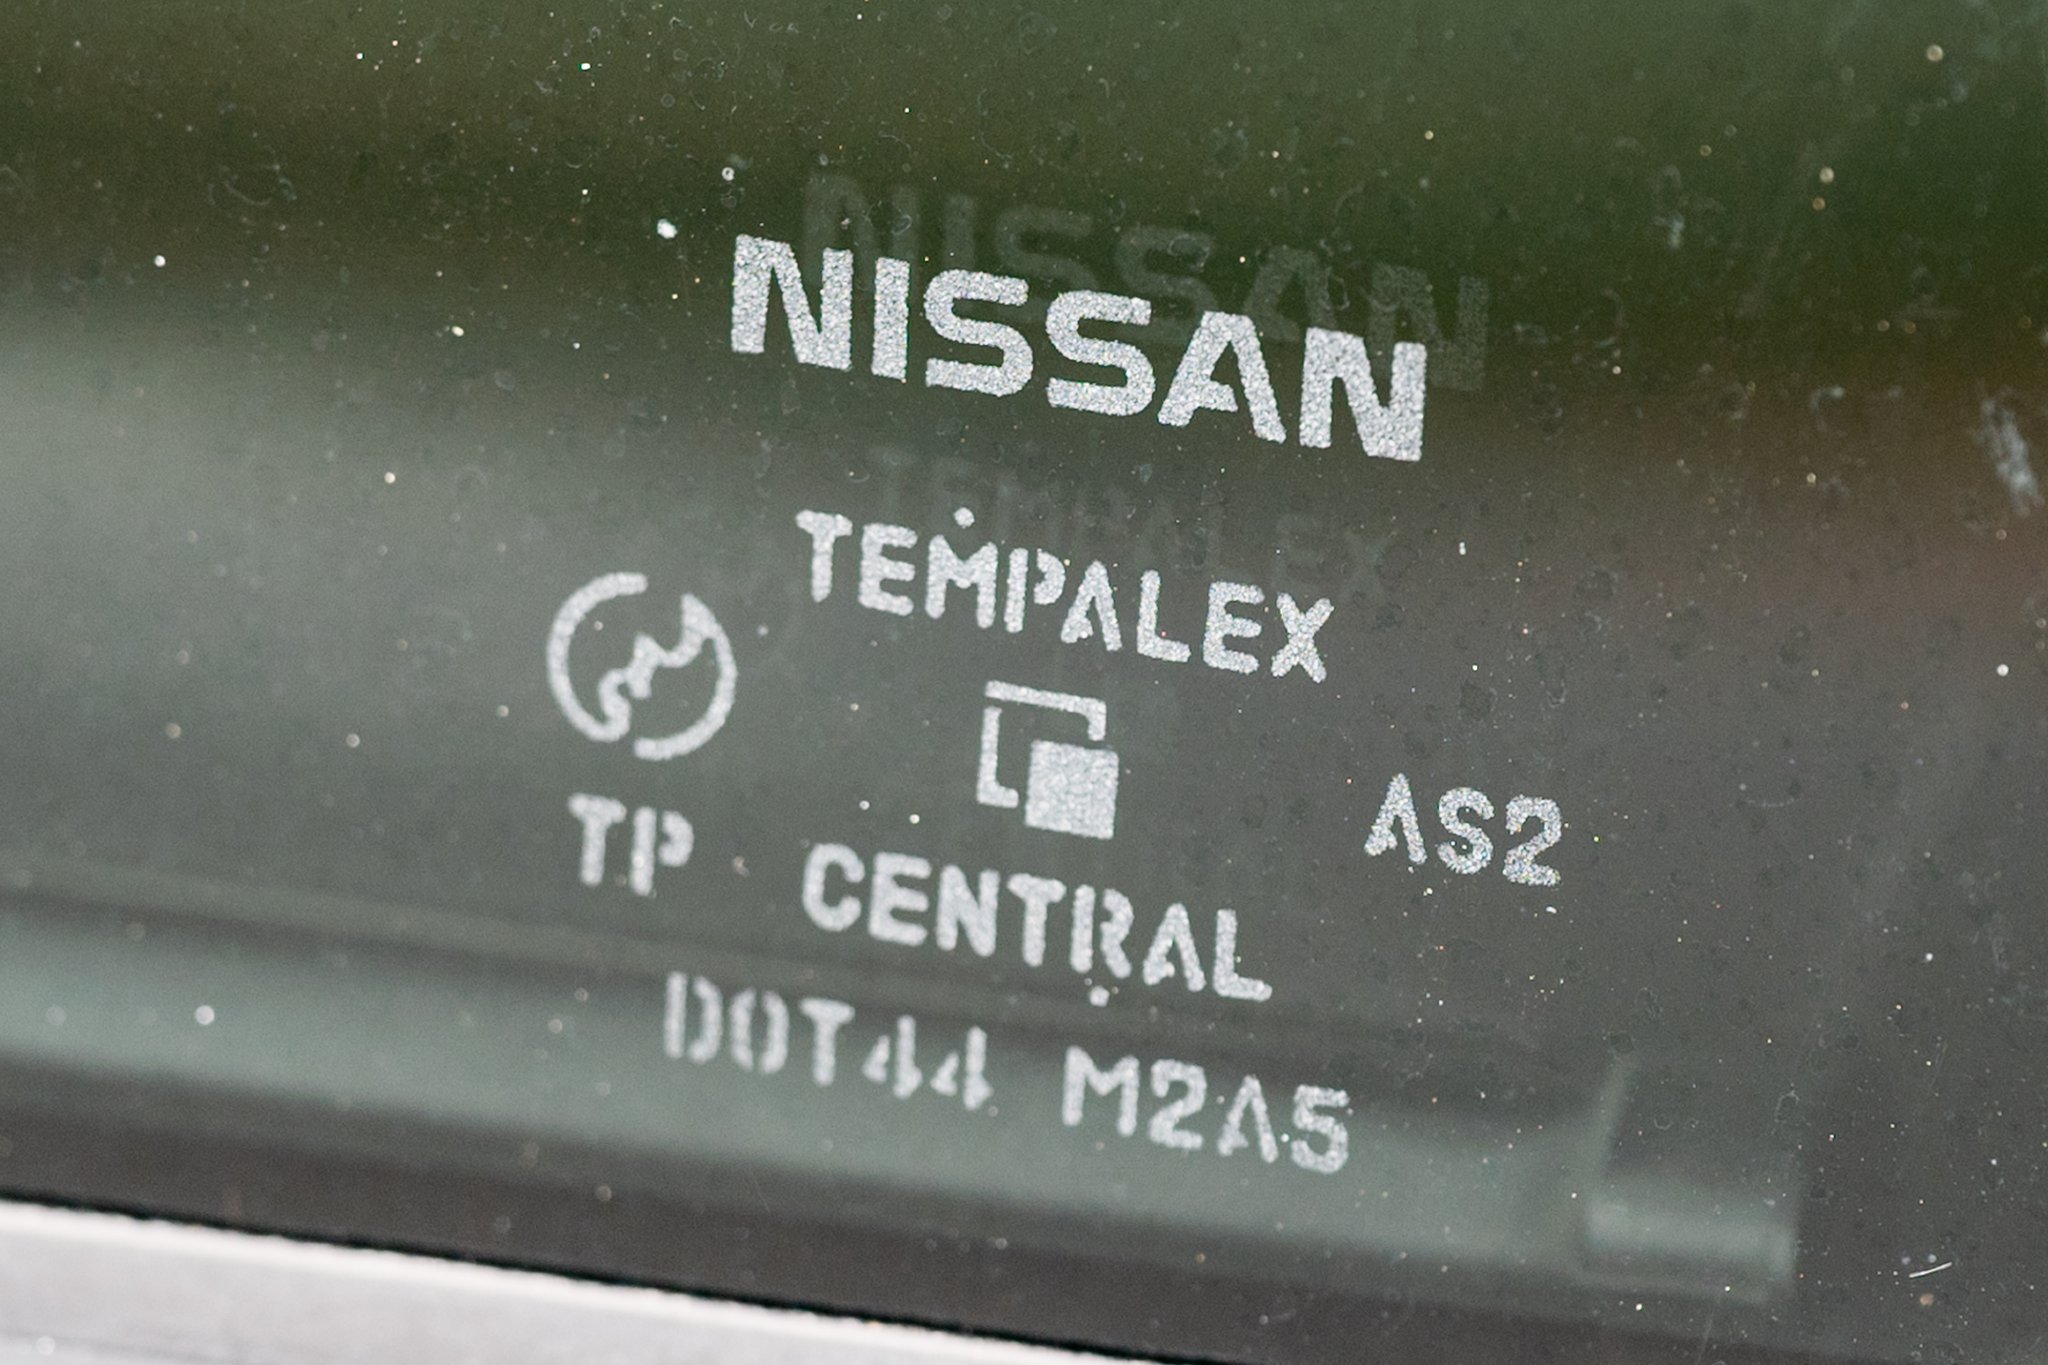 NISSAN
TEMPALEX
AS2
TP CENTRAL
DOT44 M2A5